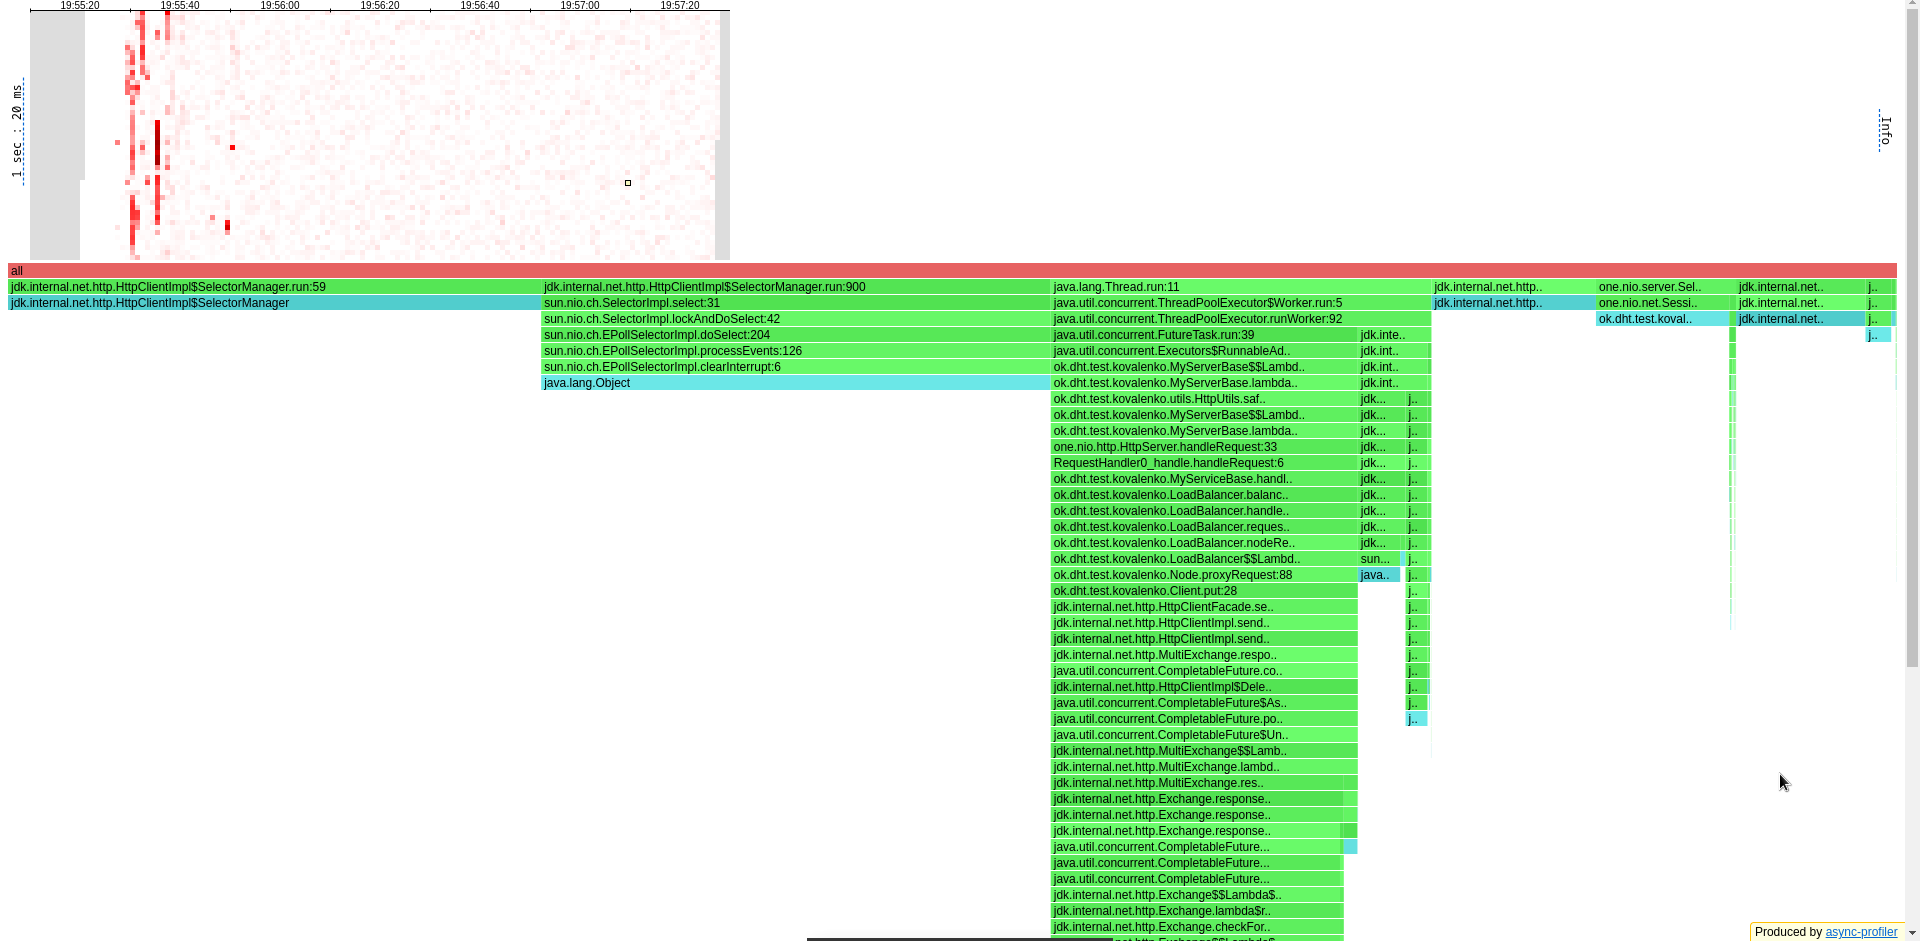 19:55:20 19:55:40 19:56:00 19:56:20 19:56:40 19:57:00 19:57:20
1 sec : 20 ms
Info
all
jdk.internal.net.http.HttpClientImpl$SelectorManager.run:59 jdk.internal.net.http.HttpClientImpl$SelectorManager.run:900 java.lang.Thread.run:11 jdk.internal.net.http.. one.nio.server.Sel.. jdk.internal.net.. j..
jdk.internal.net.http.HttpClientImpl$SelectorManager sun.nio.ch.SelectorImpl.select:31 java.util.concurrent.ThreadPoolExecutor$Worker.run:5 jdk.internal.net.http.. one.nio.net.Sessi.. jdk.internal.net.. j..
sun.nio.ch.SelectorImpl.lockAndDoSelect:42 java.util.concurrent.ThreadPoolExecutor.runWorker:92 ok.dht.test.koval.. jdk.internal.net.. j..
sun.nio.ch.EPollSelectorImpl.doSelect:204 java.util.concurrent.FutureTask.run:39 jdk.inte.. j..
sun.nio.ch.EPollSelectorImpl.processEvents:126 java.util.concurrent.Executors$RunnableAd.. jdk.int..
sun.nio.ch.EPollSelectorImpl.clearInterrupt:6 ok.dht.test.kovalenko.MyServerBase$$Lambd.. jdk.int..
java.lang.Object ok.dht.test.kovalenko.MyServerBase.lambda.. jdk.int..
ok.dht.test.kovalenko.utils.HttpUtils.saf.. jdk... j..
ok.dht.test.kovalenko.MyServerBase$$Lambd.. jdk... j..
ok.dht.test.kovalenko.MyServerBase.lambda.. jdk... j..
one.nio.http.HttpServer.handleRequest:33 jdk... j..
RequestHandler0_handle.handleRequest:6 jdk... j..
ok.dht.test.kovalenko.MyServiceBase.handl.. jdk... j..
ok.dht.test.kovalenko.LoadBalancer.balanc.. jdk... j..
ok.dht.test.kovalenko.LoadBalancer.handle.. jdk... j..
ok.dht.test.kovalenko.LoadBalancer.reques.. jdk... j..
ok.dht.test.kovalenko.LoadBalancer.nodeRe.. jdk... j..
ok.dht.test.kovalenko.LoadBalancer$$Lambd.. sun... j..
ok.dht.test.kovalenko.Node.proxyRequest:88 java.. j..
ok.dht.test.kovalenko.Client.put:28 j..
jdk.internal.net.http.HttpClientFacade.se.. j..
jdk.internal.net.http.HttpClientImpl.send.. j..
jdk.internal.net.http.HttpClientImpl.send.. j..
jdk.internal.net.http.MultiExchange.respo.. j..
java.util.concurrent.CompletableFuture.co.. j..
jdk.internal.net.http.HttpClientImpl$Dele.. j..
java.util.concurrent.CompletableFuture$As.. j..
java.util.concurrent.CompletableFuture.po.. j..
java.util.concurrent.CompletableFuture$Un..
jdk.internal.net.http.MultiExchange$$Lamb..
jdk.internal.net.http.MultiExchange.lambd..
jdk.internal.net.http.MultiExchange.res..
jdk.internal.net.http.Exchange.response..
jdk.internal.net.http.Exchange.response..
jdk.internal.net.http.Exchange.response..
java.util.concurrent.CompletableFuture...
java.util.concurrent.CompletableFuture...
java.util.concurrent.CompletableFuture...
jdk.internal.net.http.Exchange$$Lambda$..
jdk.internal.net.http.Exchange.lambda$r..
jdk.internal.net.http.Exchange.checkFor..
Produced by async-profiler